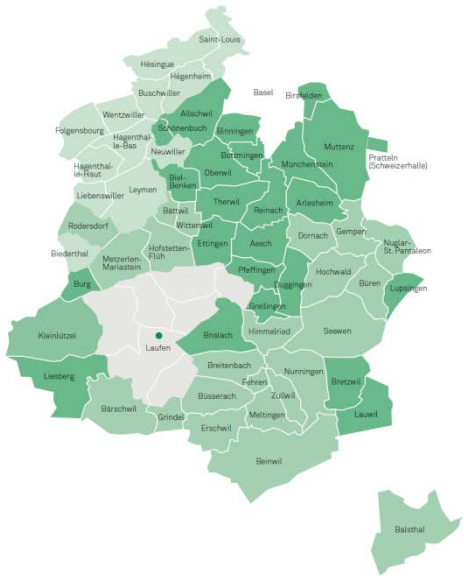 Saint-Louis
Hésingue
Hégenheim
Buschwiller
Basel
Birsfelden
Allschwil
Wentzwiller
Folgensbourg
Schönenbuch
Binningen
Hagenthal-
le-Bas
Muttenz
Neuwiller
Bottmingen
Pratteln
(Schweizerhalle)
Hagenthal-
le-Haut
Oberwil
Münchenstein
Biel-
Benken
Leymen
Liebenswiller
Therwil
Arlesheim
Bättwil
Reinach
Rodersdorf
Witterswil
Dornach
Gempen
Hofstetten-
Flüh
Ettingen
Aesch
Nuglar-
St. Pantaleon
Biederthal
Metzerlen-
Mariastein
Pfeffingen
Hochwald
Burg
Duggingen
Büren
Lupsingen
Grellingen
Kleinlützel
Brislach
Himmelried
Seewen
Laufen
Breitenbach
Nunningen
Liesberg
Fehren
Bretzwil
Büsserach
Zullwil
Bärschwil
Grindel
Meltingen
Lauwil
Erschwil
Beinwil
Balsthal